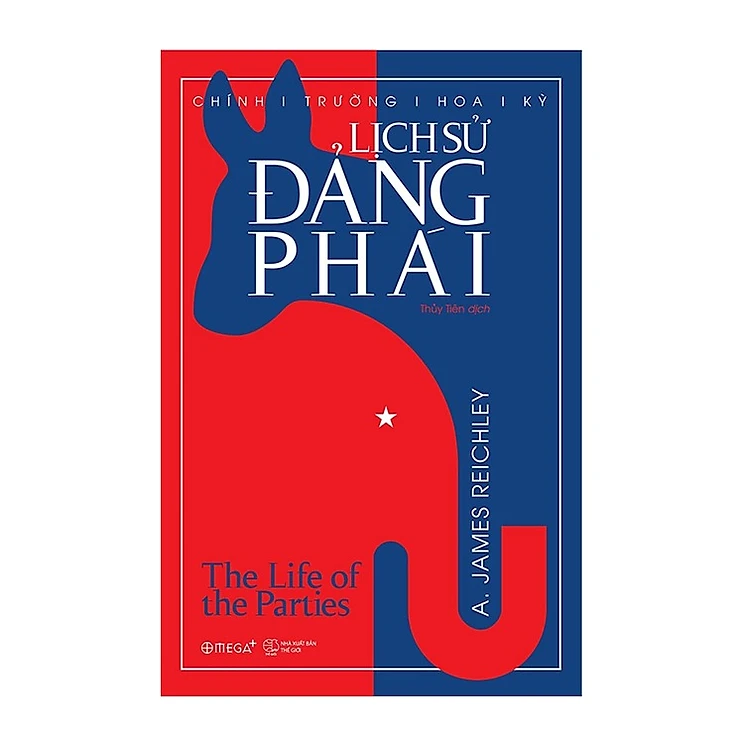 CHÍNH | TRƯỜNG | HOA | KỲ
LỊCH SỬ
ĐẢNG
PHÁI
Thủy Tiên dịch
A. JAMES REICHLEY
The Life of
the Parties
OMEGA+
NHÀ XUẤT BẢN
THẾ GIỚI